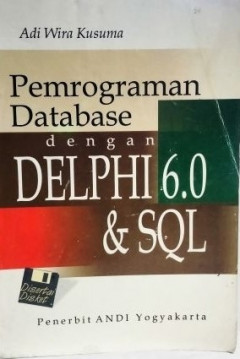 Adi Wira Kusuma
Pemrograman
Database
dengan
DELPHI 6.0
& SQL
Disertai
Disket
Penerbit ANDI Yogyakarta